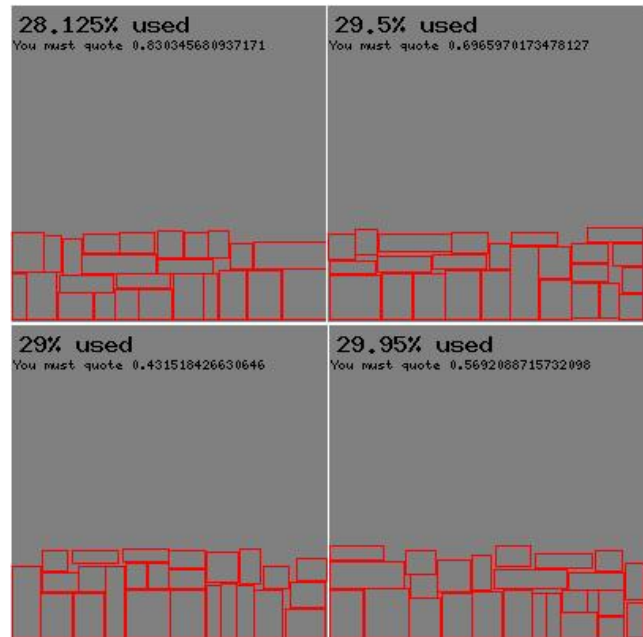 28.125% used
You must quote 0.830345680937171
29.5% used
You must quote 0.6965970173478127
29% used
You must quote 0.431518426630646
29.95% used
You must quote 0.5692088715732098